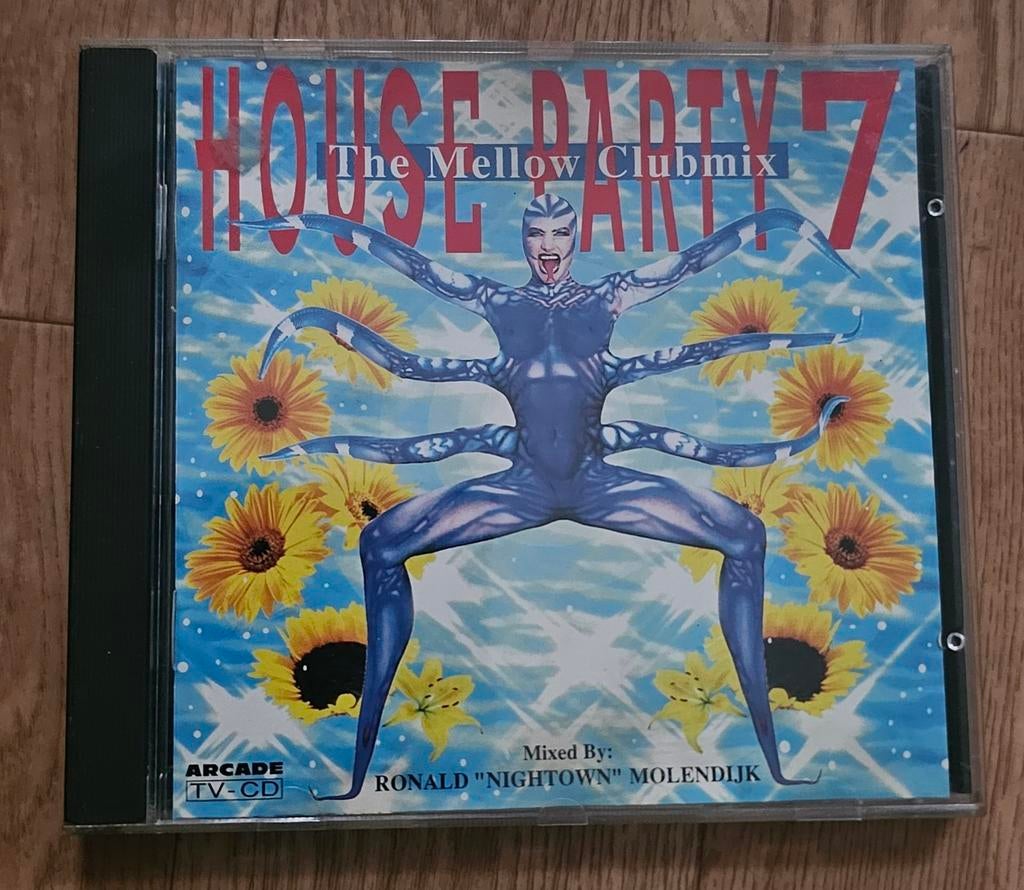 HOUSE PARTY 7
The Mellow Clubmix
Mixed By:
RONALD "NIGHTOWN" MOLENDIJK
ARCADE
TV-CD